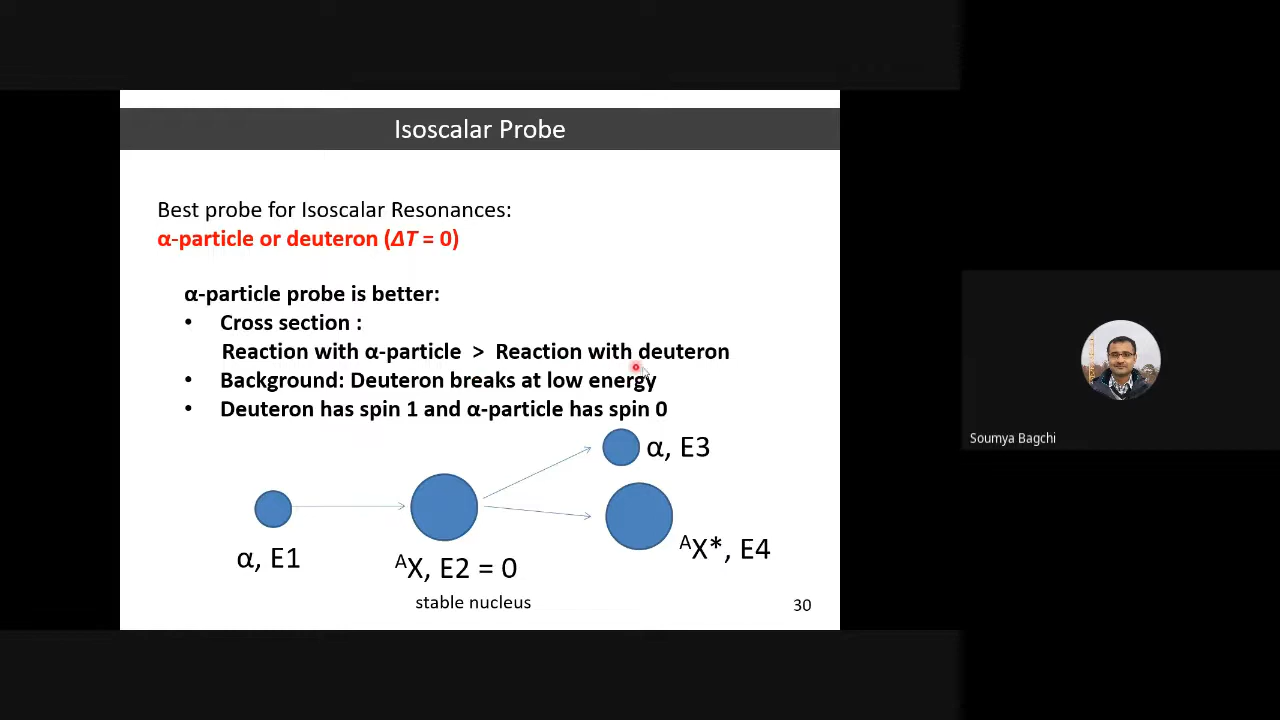 Isoscalar Probe
Best probe for Isoscalar Resonances:
α-particle or deuteron (ΔT = 0)
α-particle probe is better:
• Cross section :
Reaction with α-particle > Reaction with deuteron
• Background: Deuteron breaks at low energy
• Deuteron has spin 1 and α-particle has spin 0
α, E3
α, E1
ᴬX, E2 = 0
ᴬX*, E4
stable nucleus
30
Soumya Bagchi